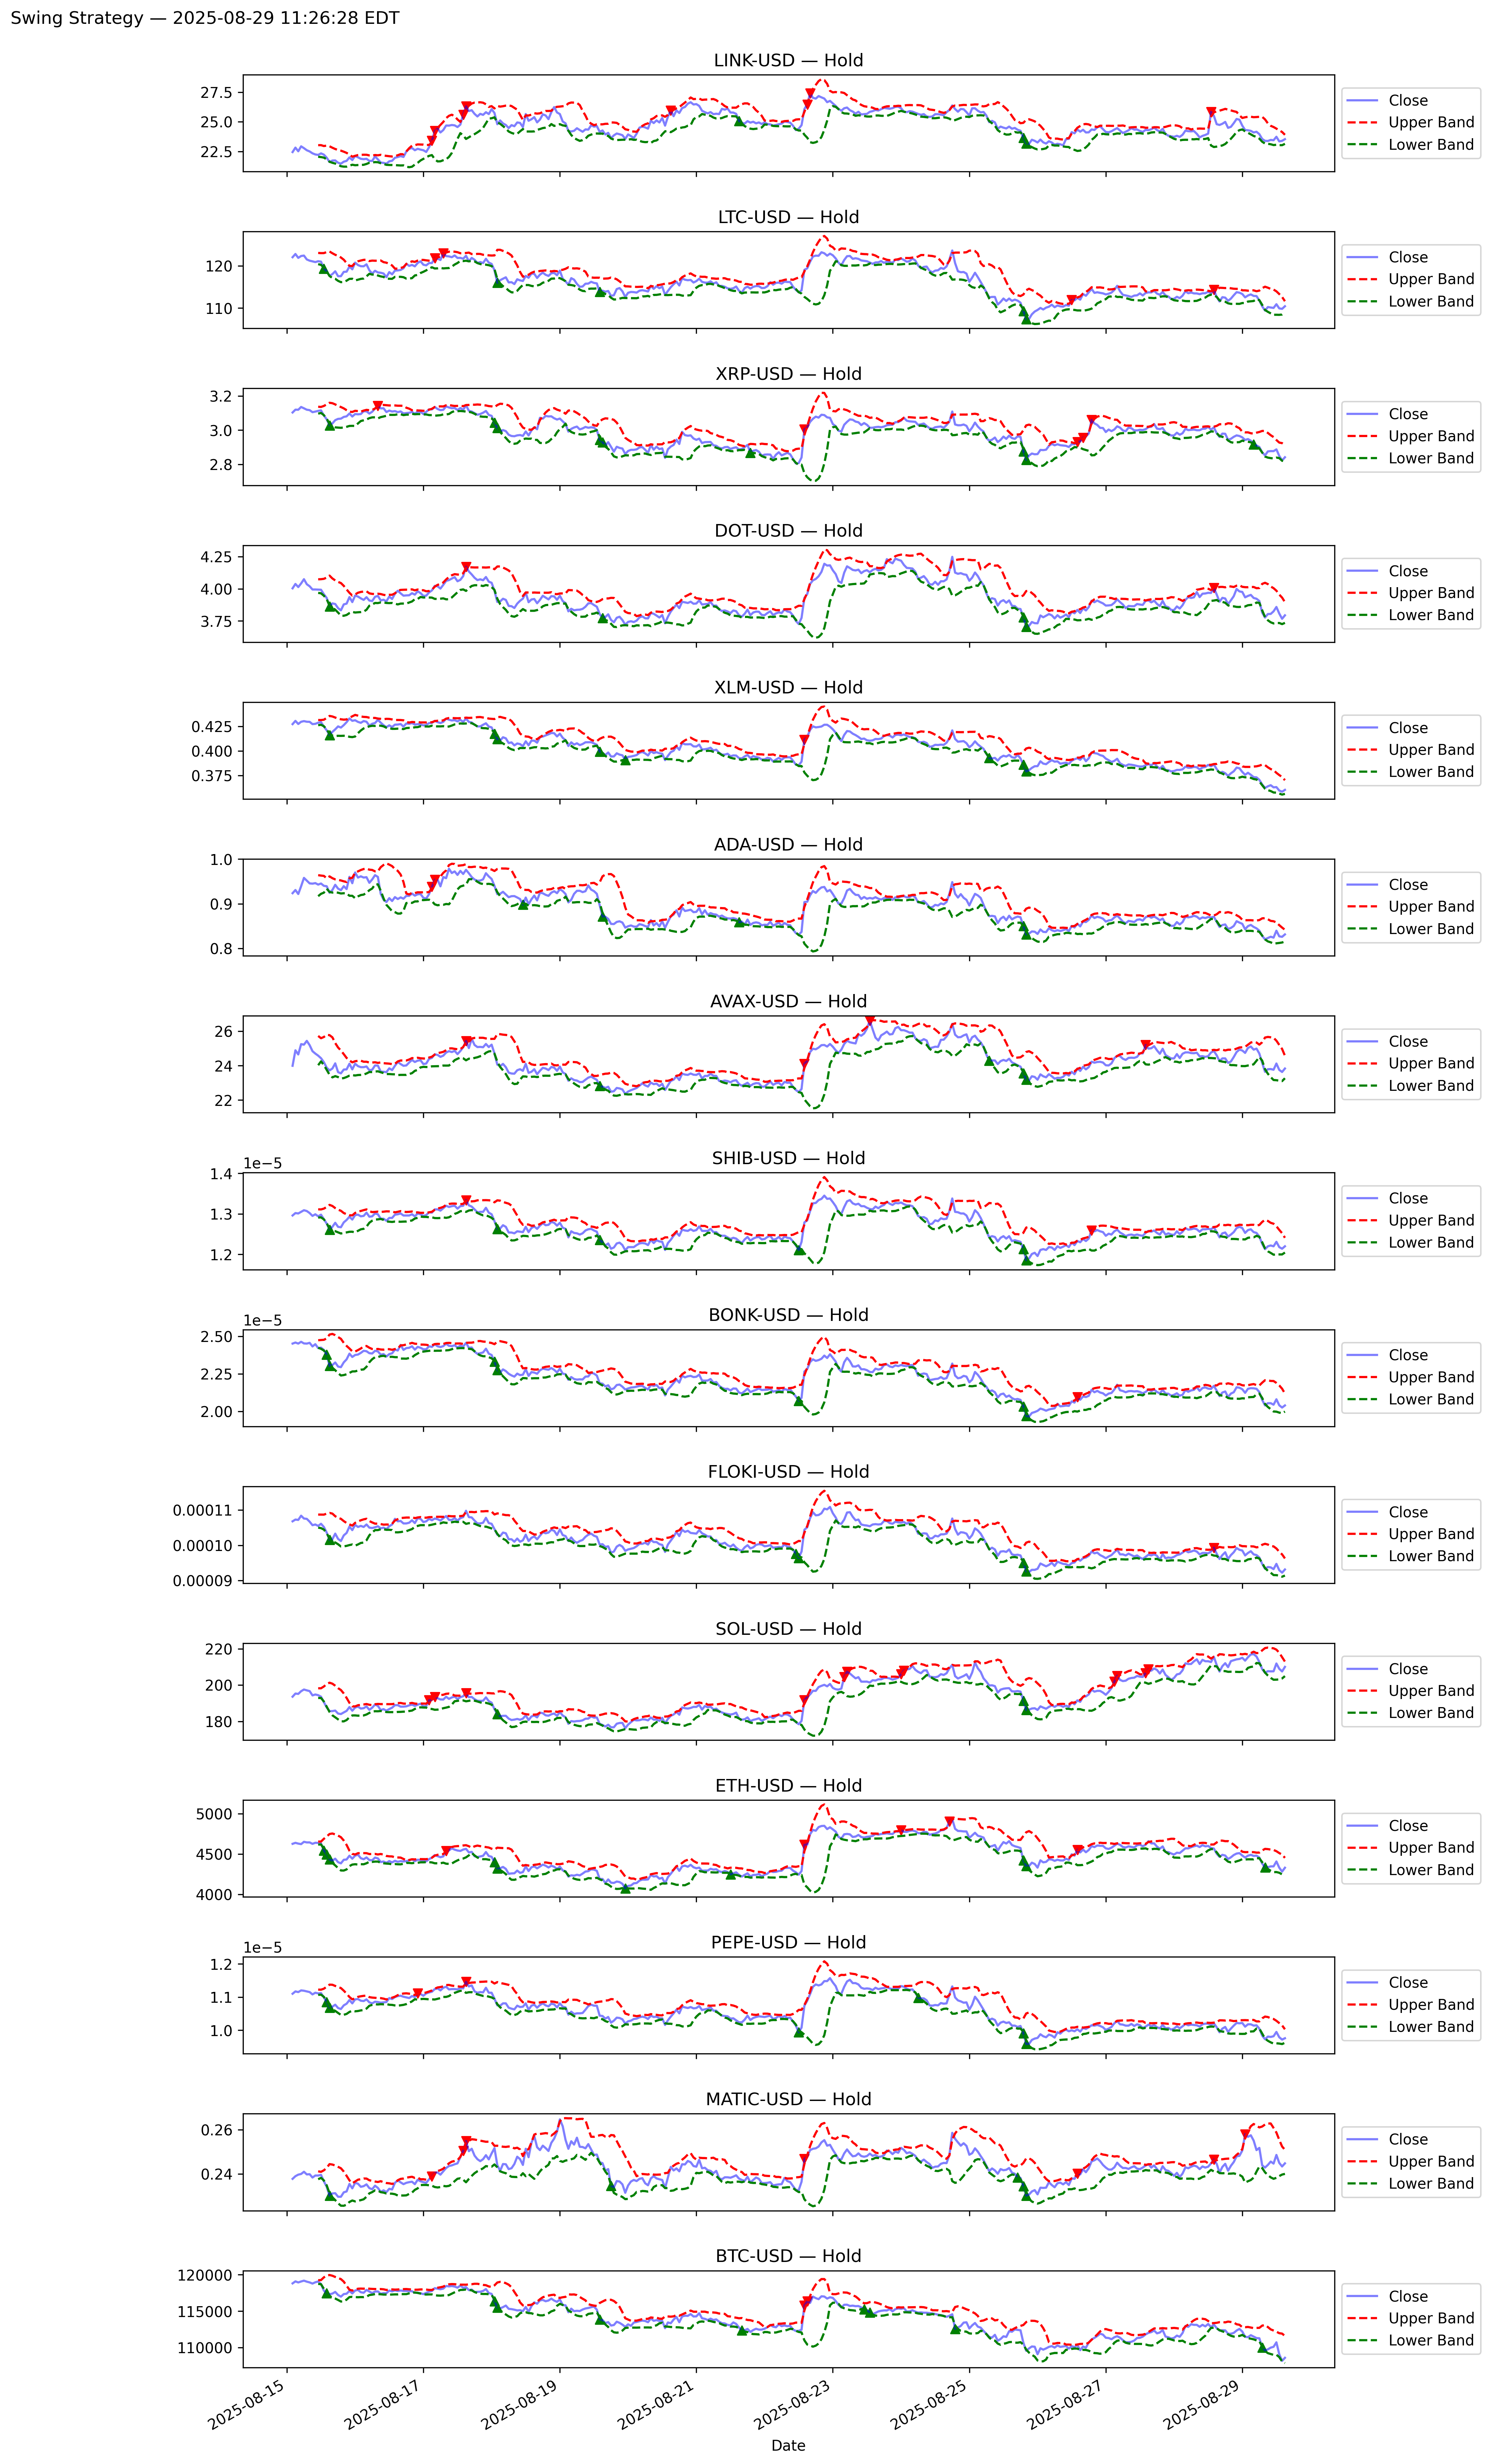 Swing Strategy — 2025-08-29 11:26:28 EDT
LINK-USD — Hold
27.5
25.0
22.5
Close
Upper Band
Lower Band
LTC-USD — Hold
120
110
Close
Upper Band
Lower Band
XRP-USD — Hold
3.2
3.0
2.8
Close
Upper Band
Lower Band
DOT-USD — Hold
4.25
4.00
3.75
Close
Upper Band
Lower Band
XLM-USD — Hold
0.425
0.400
0.375
Close
Upper Band
Lower Band
ADA-USD — Hold
1.0
0.9
0.8
Close
Upper Band
Lower Band
AVAX-USD — Hold
26
24
22
Close
Upper Band
Lower Band
SHIB-USD — Hold
1e−5
1.4
1.3
1.2
Close
Upper Band
Lower Band
BONK-USD — Hold
1e−5
2.50
2.25
2.00
Close
Upper Band
Lower Band
FLOKI-USD — Hold
0.00011
0.00010
0.00009
Close
Upper Band
Lower Band
SOL-USD — Hold
220
200
180
Close
Upper Band
Lower Band
ETH-USD — Hold
5000
4500
4000
Close
Upper Band
Lower Band
PEPE-USD — Hold
1e−5
1.2
1.1
1.0
Close
Upper Band
Lower Band
MATIC-USD — Hold
0.26
0.24
Close
Upper Band
Lower Band
BTC-USD — Hold
120000
115000
110000
Close
Upper Band
Lower Band
2025-08-15
2025-08-17
2025-08-19
2025-08-21
2025-08-23
2025-08-25
2025-08-27
2025-08-29
Date